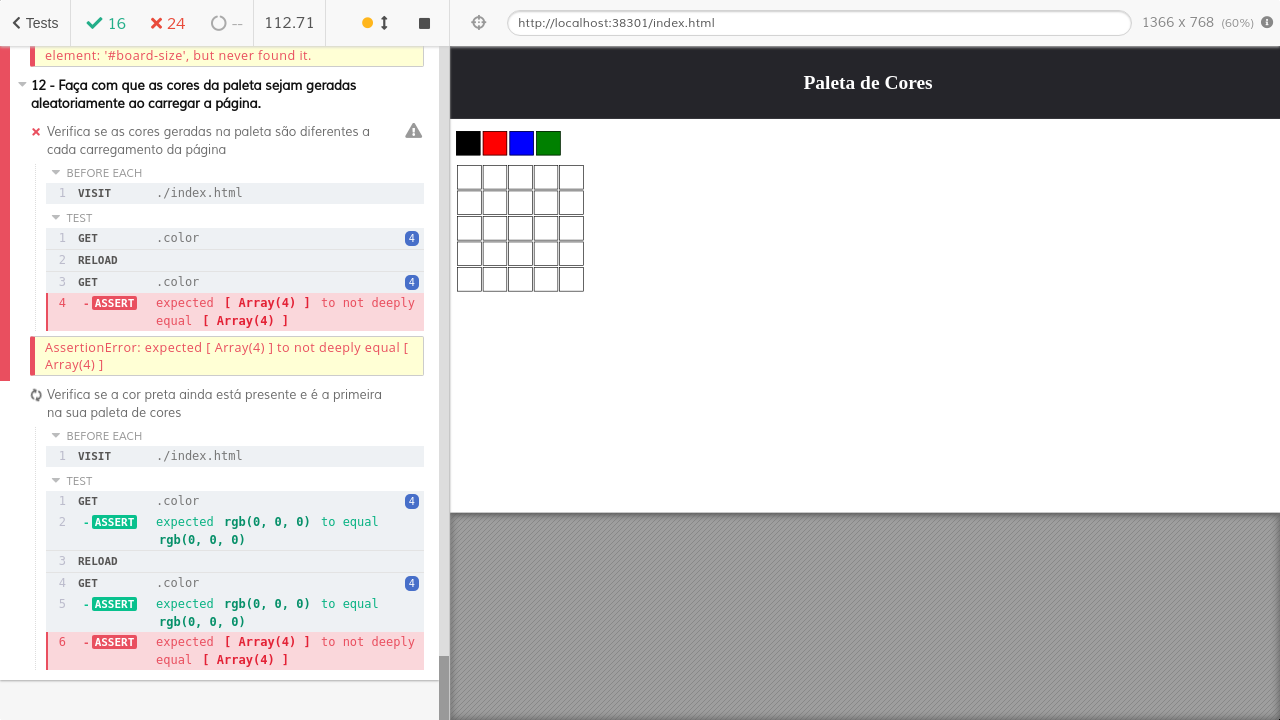 Tests 16 24 -- 112.71 http://localhost:38301/index.html 1366 x 768 (60%)
element: '#board-size', but never found it.
12 - Faça com que as cores da paleta sejam geradas
aleatoriamente ao carregar a página.
Verifica se as cores geradas na paleta são diferentes a
cada carregamento da página
BEFORE EACH
1 VISIT ./index.html
TEST
1 GET .color 4
2 RELOAD
3 GET .color 4
4 -ASSERT expected [ Array(4) ] to not deeply
equal [ Array(4) ]
AssertionError: expected [ Array(4) ] to not deeply equal [
Array(4) ]
Verifica se a cor preta ainda está presente e é a primeira
na sua paleta de cores
BEFORE EACH
1 VISIT ./index.html
TEST
1 GET .color 4
2 -ASSERT expected rgb(0, 0, 0) to equal
rgb(0, 0, 0)
3 RELOAD
4 GET .color 4
5 -ASSERT expected rgb(0, 0, 0) to equal
rgb(0, 0, 0)
6 -ASSERT expected [ Array(4) ] to not deeply
equal [ Array(4) ]
Paleta de Cores